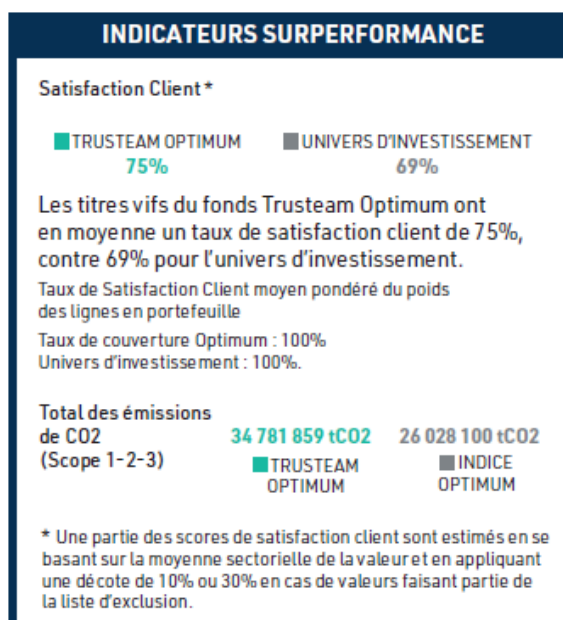 INDICATEURS SURPERFORMANCE
Satisfaction Client *
TRUSTEAM OPTIMUM UNIVERS D'INVESTISSEMENT
75% 69%
Les titres vifs du fonds Trusteam Optimum ont
en moyenne un taux de satisfaction client de 75%,
contre 69% pour l'univers d'investissement.
Taux de Satisfaction Client moyen pondéré du poids
des lignes en portefeuille
Taux de couverture Optimum : 100%
Univers d'investissement : 100%.
Total des émissions
de CO2 34 781 859 tCO2 26 028 100 tCO2
(Scope 1-2-3) TRUSTEAM INDICE
OPTIMUM OPTIMUM
* Une partie des scores de satisfaction client sont estimés en se
basant sur la moyenne sectorielle de la valeur et en appliquant
une décote de 10% ou 30% en cas de valeurs faisant partie de
la liste d'exclusion.